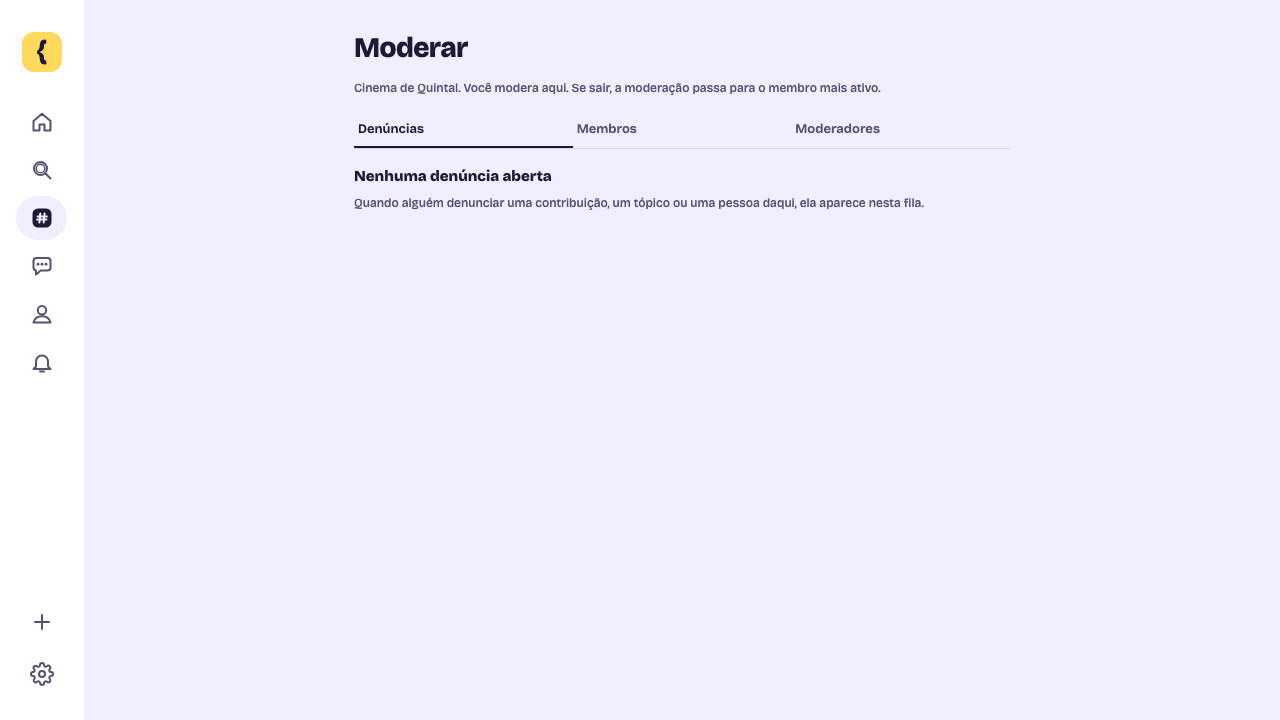 {
Moderar
Cinema de Quintal. Você modera aqui. Se sair, a moderação passa para o membro mais ativo.
Denúncias
Membros
Moderadores
Nenhuma denúncia aberta
Quando alguém denunciar uma contribuição, um tópico ou uma pessoa daqui, ela aparece nesta fila.